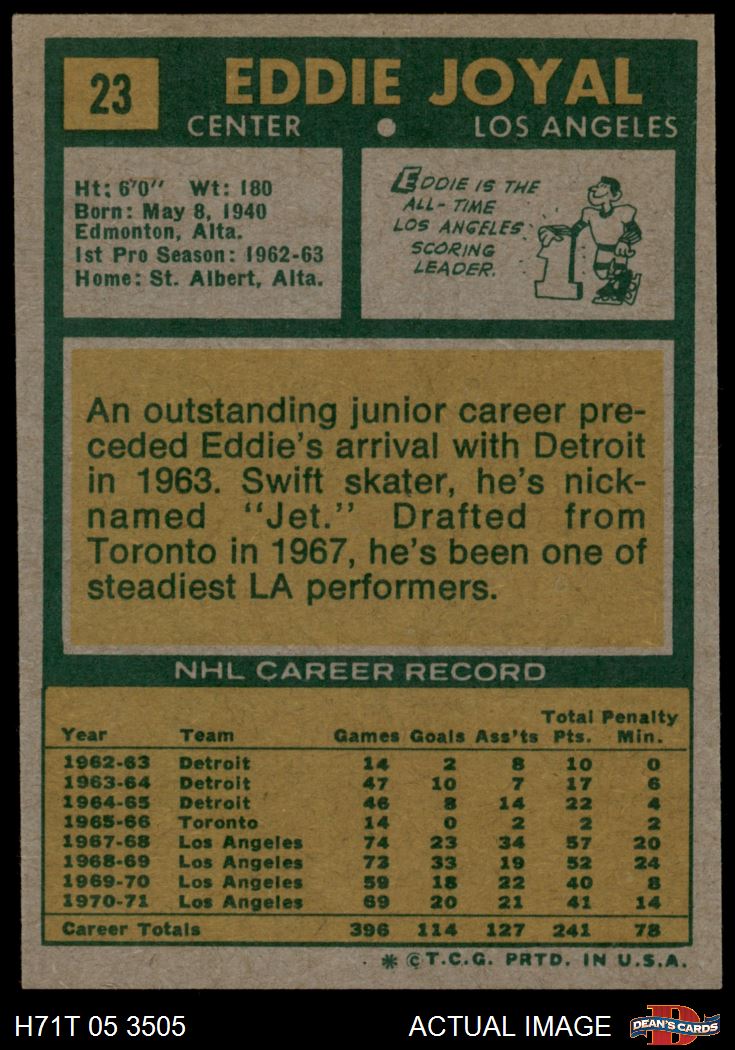 23
EDDIE JOYAL
CENTER ● LOS ANGELES
Ht: 6'0" Wt: 180
Born: May 8, 1940
Edmonton, Alta.
1st Pro Season: 1962-63
Home: St. Albert, Alta.
EDDIE IS THE
ALL-TIME
LOS ANGELES
SCORING
LEADER.
1
An outstanding junior career pre-
ceded Eddie's arrival with Detroit
in 1963. Swift skater, he's nick-
named "Jet." Drafted from
Toronto in 1967, he's been one of
steadiest LA performers.
NHL CAREER RECORD
Total Penalty
Year Team Games Goals Ass'ts Pts. Min.
1962-63 Detroit 14 2 8 10 0
1963-64 Detroit 47 10 7 17 6
1964-65 Detroit 46 8 14 22 4
1965-66 Toronto 14 0 2 2 2
1967-68 Los Angeles 74 23 34 57 20
1968-69 Los Angeles 73 33 19 52 24
1969-70 Los Angeles 59 18 22 40 8
1970-71 Los Angeles 69 20 21 41 14
Career Totals 396 114 127 241 78
* © T.C.G. PRTD. IN U.S.A.
H71T 05 3505 ACTUAL IMAGE D DEAN'S CARDS